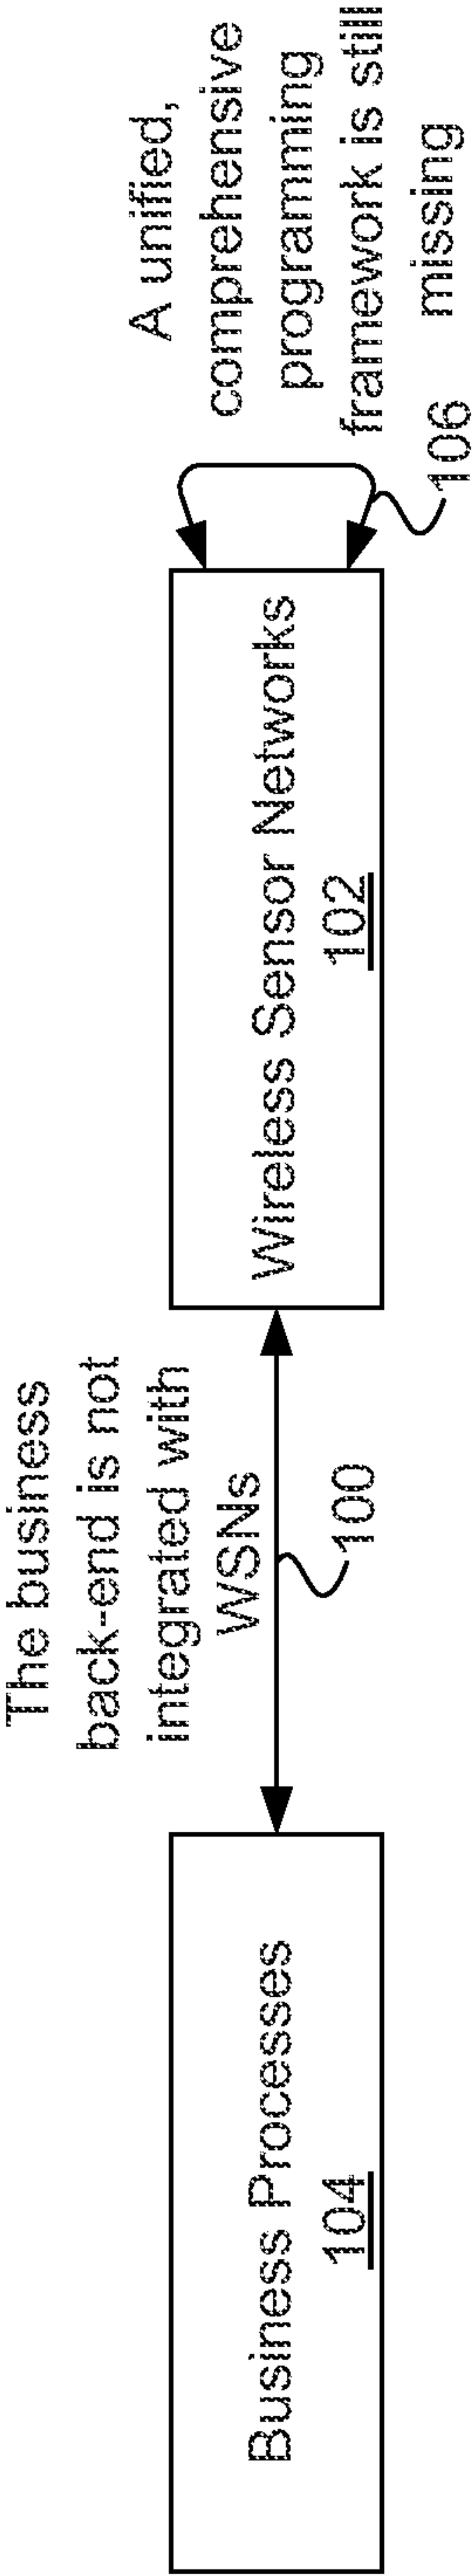 The business
back-end is not
integrated with
WSNs
100
Business Processes
104
Wireless Sensor Networks
102
A unified,
comprehensive
programming
framework is still
missing
106